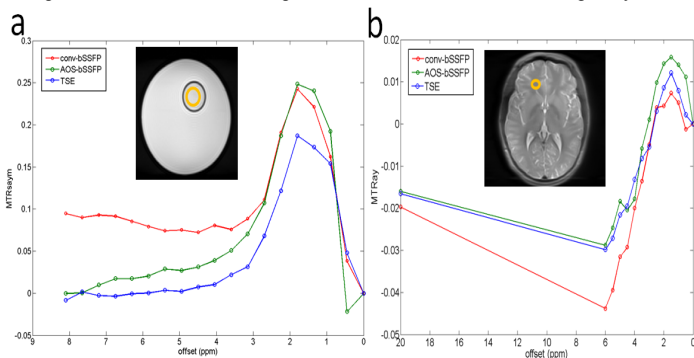 a
0.3
0.25
0.2
0.15
0.1
0.05
0
0.05
MTRsaym
conv-bSSFP
AOS-bSSFP
TSE
9 8 7 6 5 4 3 2 1 0
offset (ppm)
b
0.02
0.01
0
-0.01
-0.02
-0.03
-0.04
-0.05
MTRay
conv-bSSFP
AOS-bSSFP
TSE
20 18 16 14 12 10 8 6 4 2 0
offset (ppm)